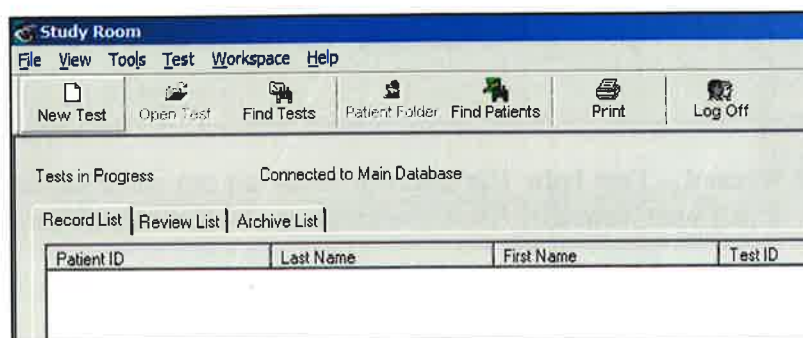 Study Room
File View Tools Test Workspace Help
New Test Open Test Find Tests Patient Folder Find Patients Print Log Off
Tests in Progress Connected to Main Database
Record List Review List Archive List
Patient ID Last Name First Name Test ID